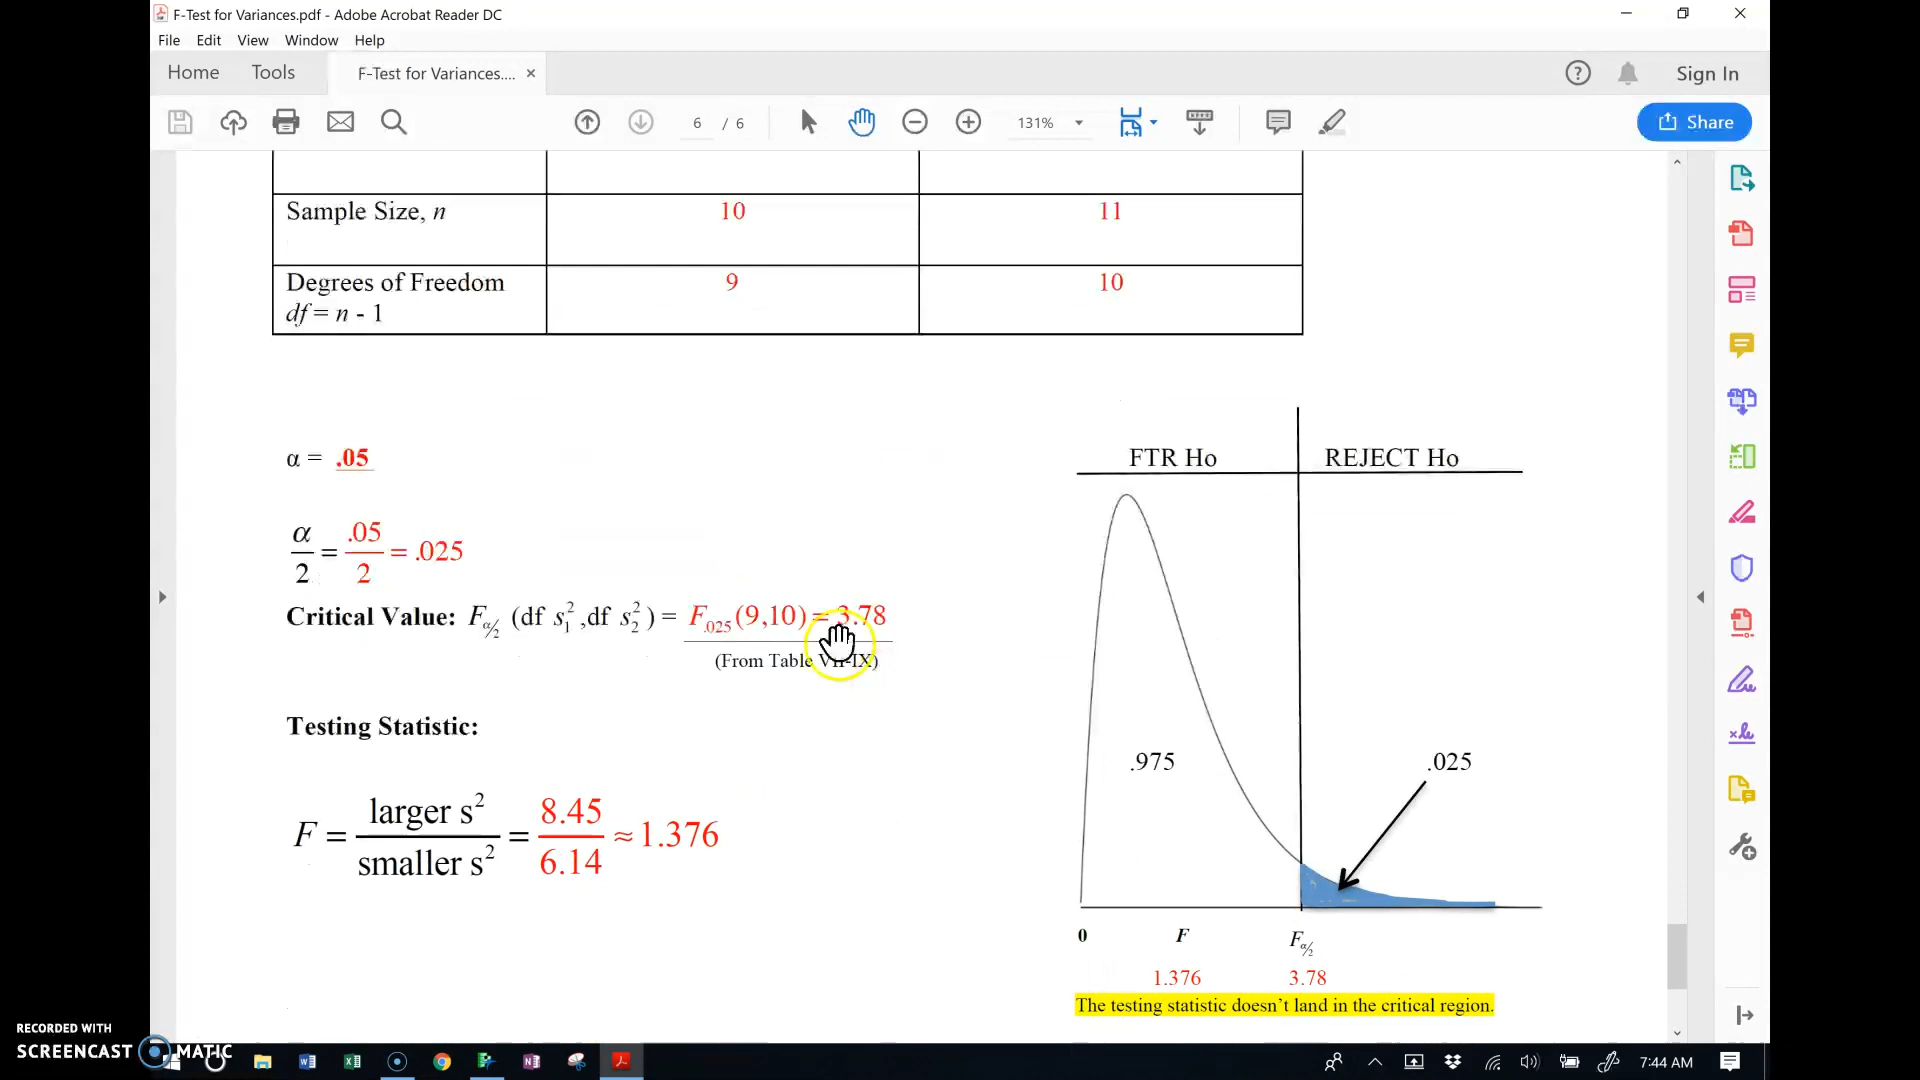 F-Test for Variances.pdf - Adobe Acrobat Reader DC
File Edit View Window Help
Home Tools F-Test for Variances.... ×
Sign In
6 / 6 131% Share
Sample Size, n 10 11
Degrees of Freedom 9 10
df = n - 1
α = .05
α/2 = .05/2 = .025
Critical Value: Fα/2 (df s₁², df s₂²) = F.025(9,10) = 3.78
(From Table VII-IX)
Testing Statistic:
F = larger s²/smaller s² = 8.45/6.14 ≈ 1.376
FTR Ho REJECT Ho
.975 .025
0 F Fα/2
1.376 3.78
The testing statistic doesn't land in the critical region.
RECORDED WITH
SCREENCAST MATIC
7:44 AM